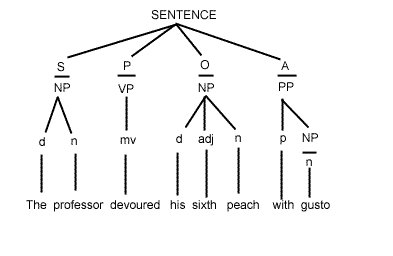 SENTENCE
S P O A
NP VP NP PP
d n mv d adj n p NP
n
The professor devoured his sixth peach with gusto